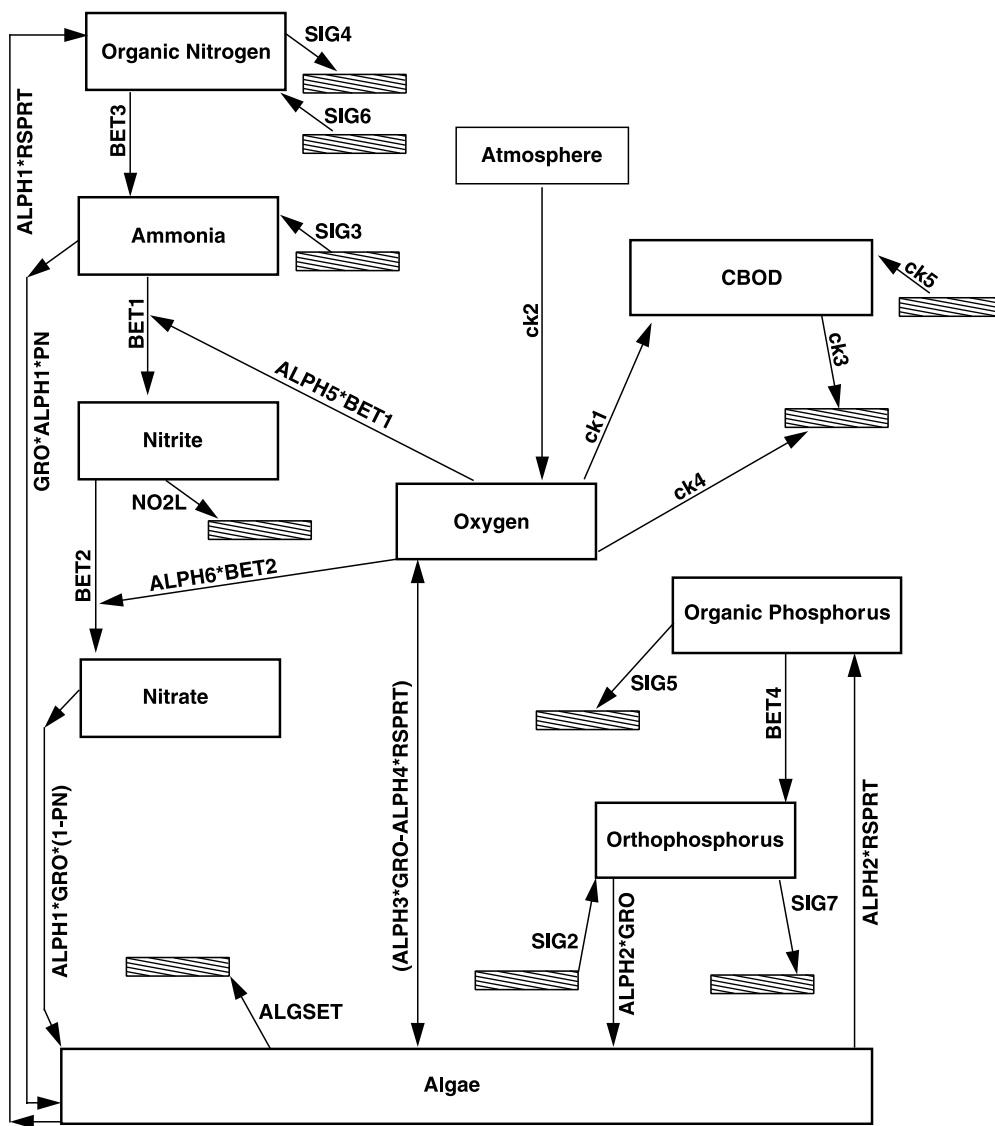 Organic Nitrogen
SIG4
SIG6
ALPH1*RSPRT
BET3
Atmosphere
Ammonia
SIG3
CBOD
ck5
GRO*ALPH1*PN
BET1
ck2
ALPH5*BET1
ck1
ck3
Nitrite
NO2L
ck4
Oxygen
BET2
ALPH6*BET2
Organic Phosphorus
Nitrate
SIG5
BET4
(ALPH3*GRO-ALPH4*RSPRT)
ALPH1*GRO*(1-PN)
Orthophosphorus
ALPH2*RSPRT
SIG2
ALPH2*GRO
SIG7
ALGSET
Algae